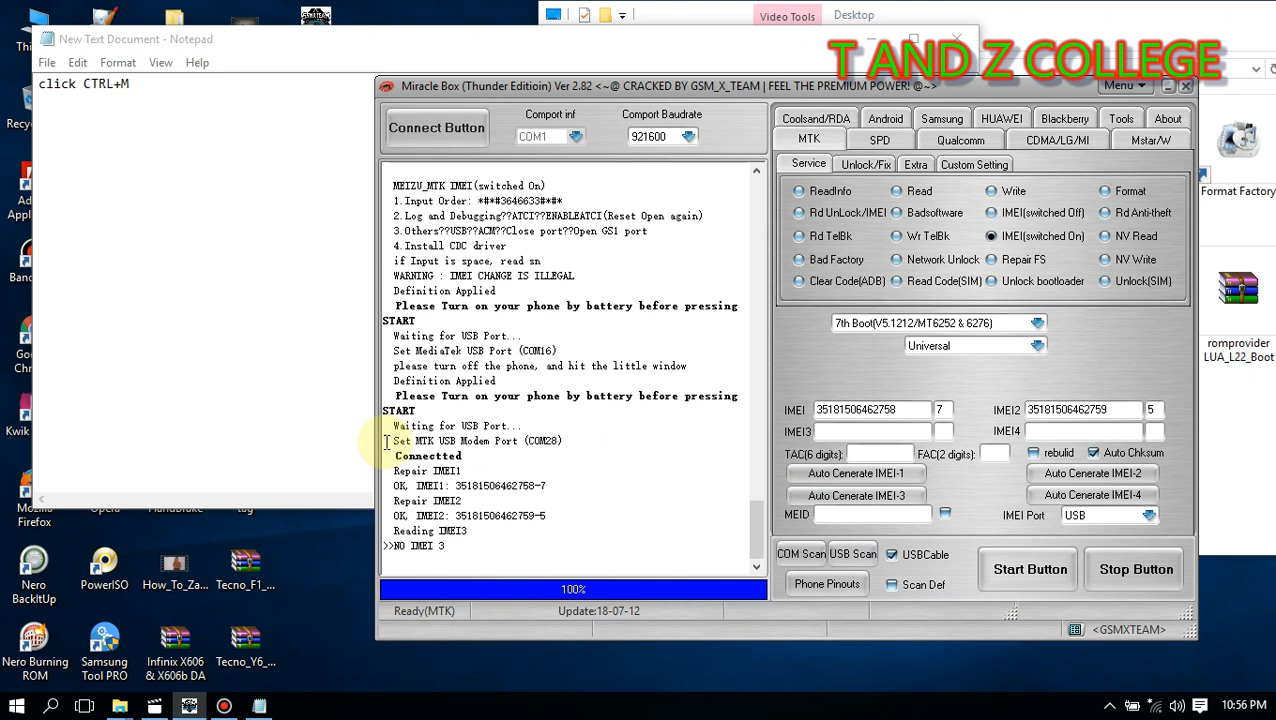 New Text Document - Notepad
File Edit Format View Help
click CTRL+M
Video Tools Desktop
T AND Z COLLEGE
Miracle Box (Thunder Editioin) Ver 2.82 <~@ CRACKED BY GSM_X_TEAM | FEEL THE PREMIUM POWER! @~>
Menu
Connect Button
Comport inf
COM1
Comport Baudrate
921600
MEIZU_MTK IMEI(switched On)
1.Input Order: *#*#3646633#*#*
2.Log and Debugging??ATCI??ENABLEATCI(Reset Open again)
3.Others??USB??ACM??Close port??Open GS1 port
4.Install CDC driver
if Input is space, read sn
WARNING : IMEI CHANGE IS ILLEGAL
Definition Applied
Please Turn on your phone by battery before pressing
START
Waiting for USB Port...
Set MediaTek USB Port (COM16)
please turn off the phone, and hit the little window
Definition Applied
Please Turn on your phone by battery before pressing
START
Waiting for USB Port...
Set MTK USB Modem Port (COM28)
Connectted
Repair IMEI1
OK, IMEI1: 35181506462758-7
Repair IMEI2
OK, IMEI2: 35181506462759-5
Reading IMEI3
>>NO IMEI 3
100%
Ready(MTK) Update:18-07-12
Coolsand/RDA Android Samsung HUAWEI Blackberry Tools About
MTK SPD Qualcomm CDMA/LG/MI Mstar/W
Service Unlock/Fix Extra Custom Setting
ReadInfo Read Write Format
Rd UnLock/IMEI Badsoftware IMEI(switched Off) Rd Anti-theft
Rd TelBk Wr TelBk IMEI(switched On) NV Read
Bad Factory Network Unlock Repair FS NV Write
Clear Code(ADB) Read Code(SIM) Unlock bootloader Unlock(SIM)
7th Boot(V5.1212/MT6252 & 6276)
Universal
IMEI 35181506462758 7 IMEI2 35181506462759 5
IMEI3 IMEI4
TAC(6 digits) FAC(2 digits) rebulid Auto Chksum
Auto Cenerate IMEI-1 Auto Cenerate IMEI-2
Auto Cenerate IMEI-3 Auto Cenerate IMEI-4
MEID IMEI Port USB
COM Scan USB Scan USBCable
Phone Pinouts Scan Def
Start Button Stop Button
<GSMXTEAM>
Format Factory
romprovider
LUA_L22_Boot
Firefox
Nero
BackItUp
PowerISO
How_To_Za...
Tecno_F1_...
Nero Burning
ROM
Samsung
Tool PRO
Infinix X606
& X606b DA
Tecno_Y6_...
10:56 PM